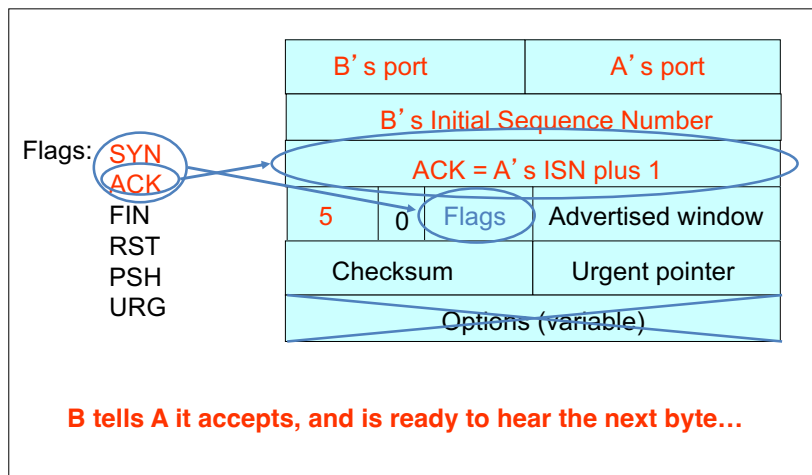 B’s port A’s port
B’s Initial Sequence Number
Flags:
SYN
ACK
FIN
RST
PSH
URG
ACK = A’s ISN plus 1
5 0 Flags Advertised window
Checksum Urgent pointer
Options (variable)
B tells A it accepts, and is ready to hear the next byte…